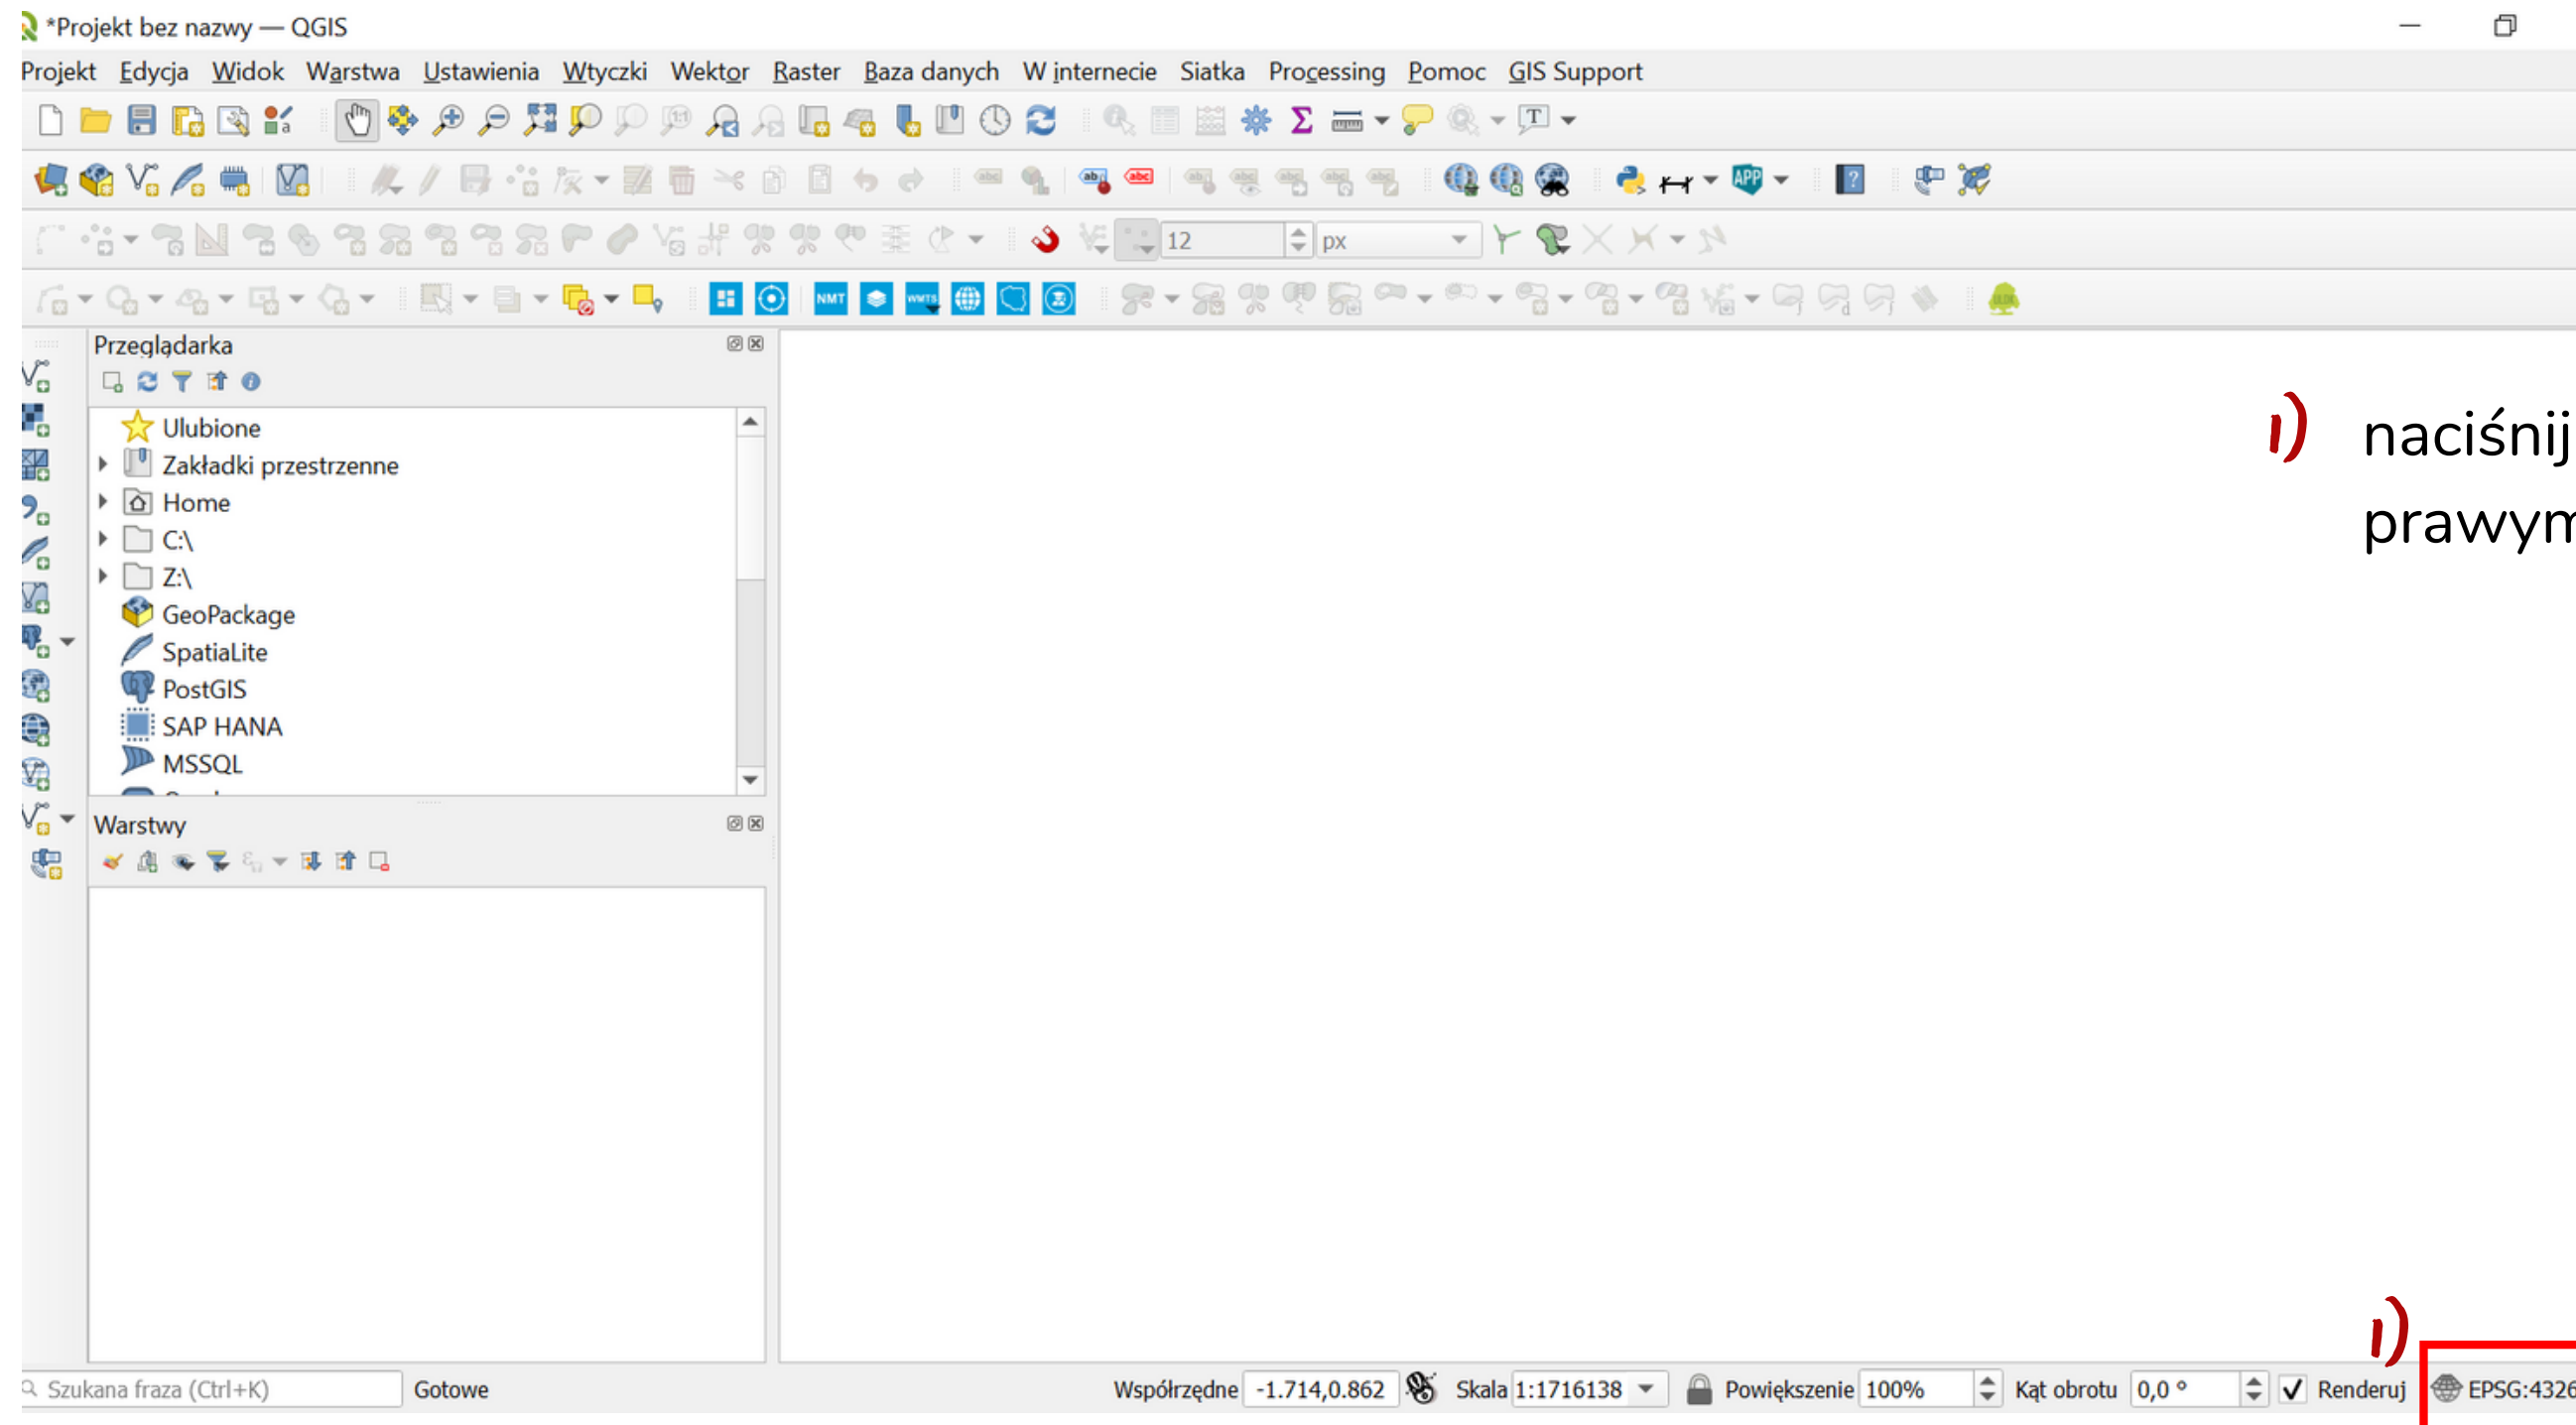 *Projekt bez nazwy — QGIS
Projekt Edycja Widok Warstwa Ustawienia Wtyczki Wektor Raster Baza danych W internecie Siatka Processing Pomoc GIS Support
12 px
NMT WMTS
Przeglądarka
Ulubione
Zakładki przestrzenne
Home
C:\
Z:\
GeoPackage
SpatiaLite
PostGIS
SAP HANA
MSSQL
Warstwy
1) naciśnij
prawym
1)
Szukana fraza (Ctrl+K) Gotowe Współrzędne -1.714,0.862 Skala 1:1716138 Powiększenie 100% Kąt obrotu 0,0 ° Renderuj EPSG:4326